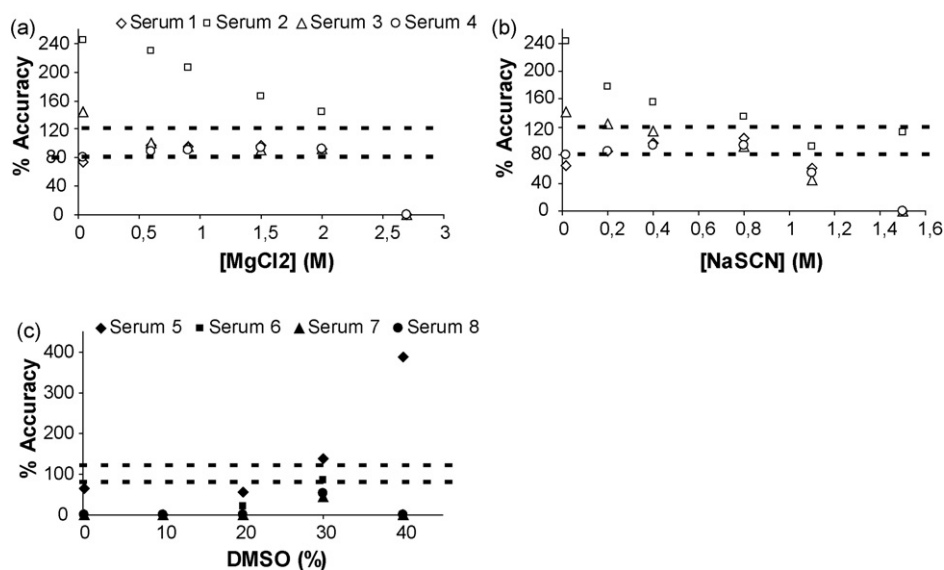 (a) Serum 1 Serum 2 Serum 3 Serum 4
240
200
160
120
80
40
0
% Accuracy
0 0,5 1 1,5 2 2,5 3
[MgCl2] (M)
(b)
240
200
160
120
80
40
0
% Accuracy
0 0,2 0,4 0,6 0,8 1 1,2 1,4 1,6
[NaSCN] (M)
(c) Serum 5 Serum 6 Serum 7 Serum 8
400
300
200
100
0
% Accuracy
0 10 20 30 40
DMSO (%)